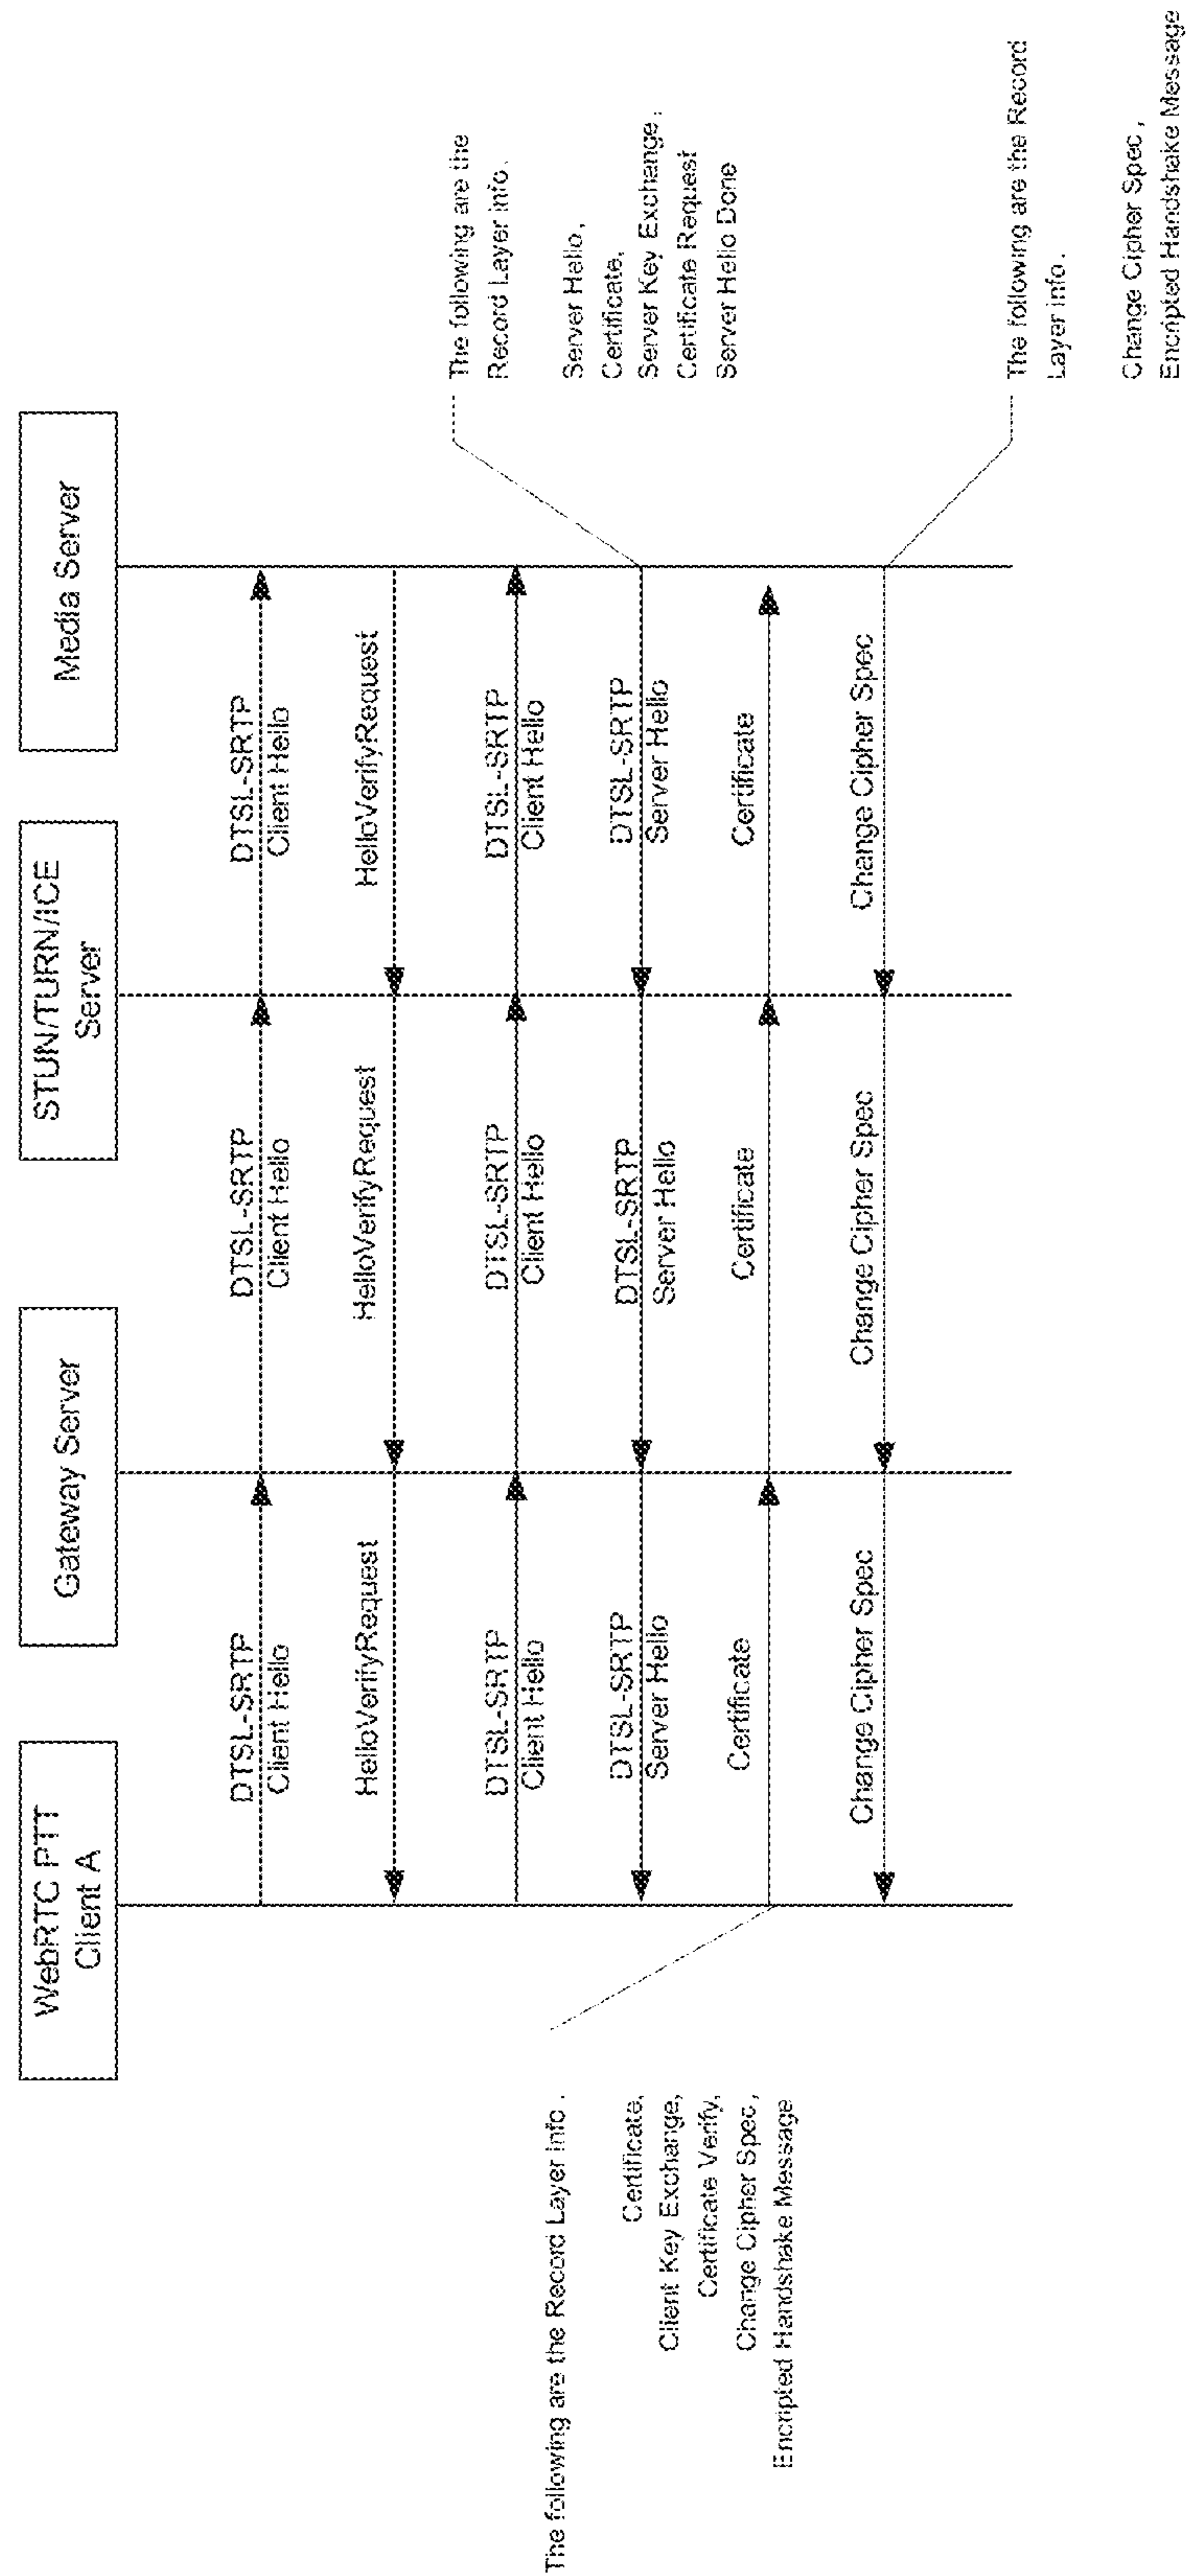 WebRTC PTT
Client A
Gateway Server
STUN/TURN/ICE
Server
Media Server
DTSL-SRTP
Client Hello
DTSL-SRTP
Client Hello
DTSL-SRTP
Client Hello
HelloVerifyRequest
HelloVerifyRequest
HelloVerifyRequest
DTSL-SRTP
Client Hello
DTSL-SRTP
Client Hello
DTSL-SRTP
Client Hello
DTSL-SRTP
Server Hello
DTSL-SRTP
Server Hello
DTSL-SRTP
Server Hello
The following are the
Record Layer info.
Server Hello,
Certificate,
Server Key Exchange,
Certificate Request
Server Hello Done
Certificate
Certificate
Certificate
The following are the Record Layer info.
Certificate,
Client Key Exchange,
Certificate Verify,
Change Cipher Spec,
Encripted Handshake Message
Change Cipher Spec
Change Cipher Spec
Change Cipher Spec
The following are the Record
Layer info.
Change Cipher Spec,
Encripted Handshake Message